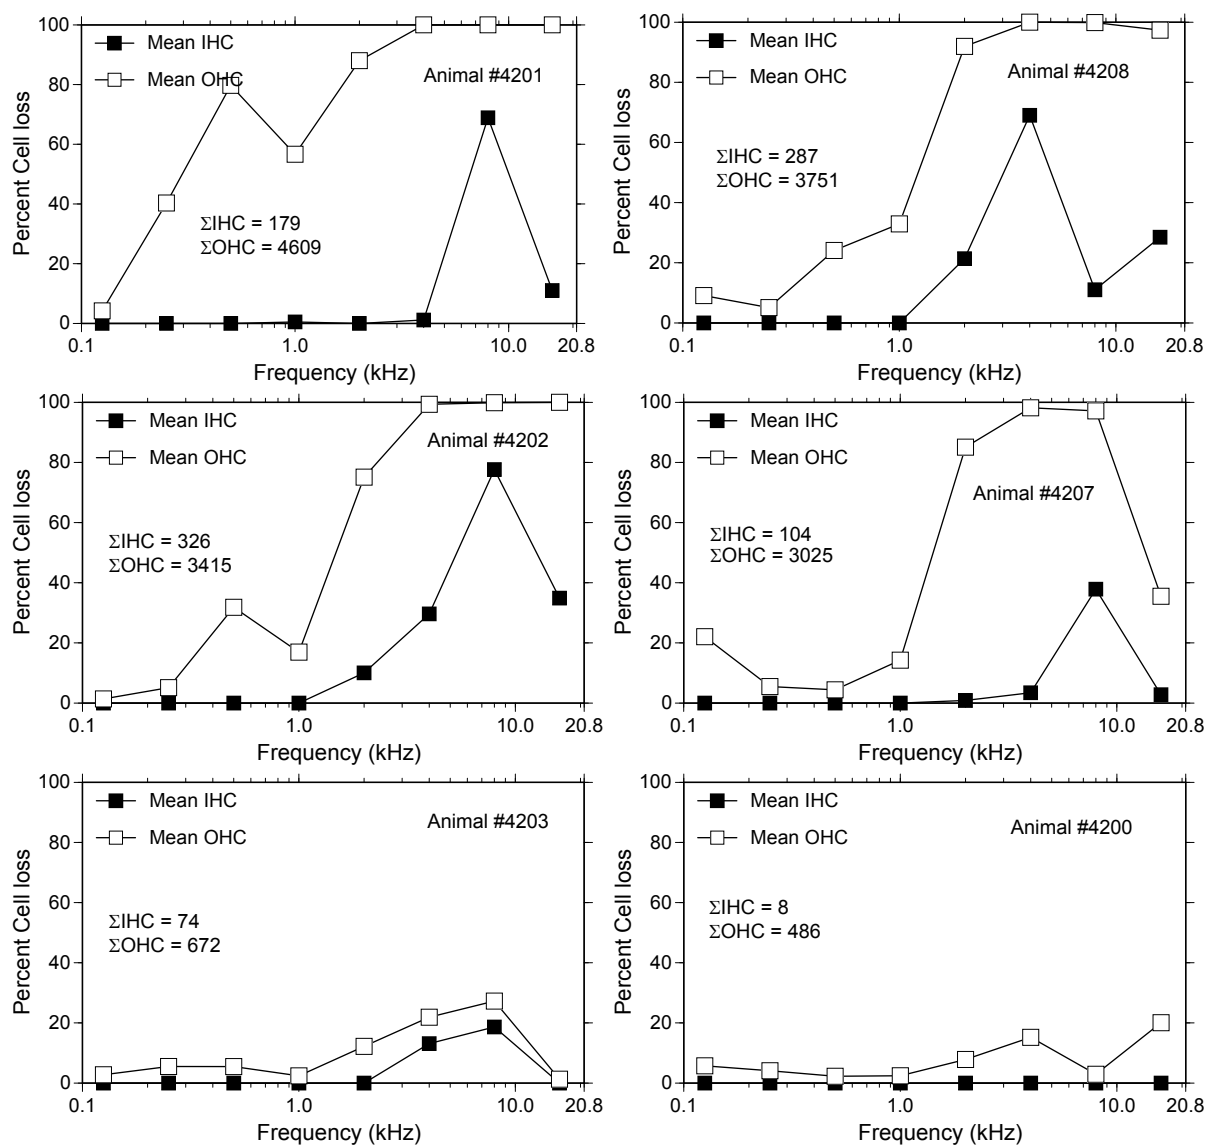 Percent Cell loss
100
80
60
40
20
0
Mean IHC
Mean OHC
Animal #4201
ΣIHC = 179
ΣOHC = 4609
0.1
1.0
10.0
20.8
Frequency (kHz)
Percent Cell loss
100
80
60
40
20
0
Mean IHC
Mean OHC
Animal #4208
ΣIHC = 287
ΣOHC = 3751
0.1
1.0
10.0
20.8
Frequency (kHz)
Percent Cell loss
100
80
60
40
20
0
Mean IHC
Mean OHC
Animal #4202
ΣIHC = 326
ΣOHC = 3415
0.1
1.0
10.0
20.8
Frequency (kHz)
Percent Cell loss
100
80
60
40
20
0
Mean IHC
Mean OHC
Animal #4207
ΣIHC = 104
ΣOHC = 3025
0.1
1.0
10.0
20.8
Frequency (kHz)
Percent Cell loss
100
80
60
40
20
0
Mean IHC
Mean OHC
Animal #4203
ΣIHC = 74
ΣOHC = 672
0.1
1.0
10.0
20.8
Frequency (kHz)
Percent Cell loss
100
80
60
40
20
0
Mean IHC
Mean OHC
Animal #4200
ΣIHC = 8
ΣOHC = 486
0.1
1.0
10.0
20.8
Frequency (kHz)